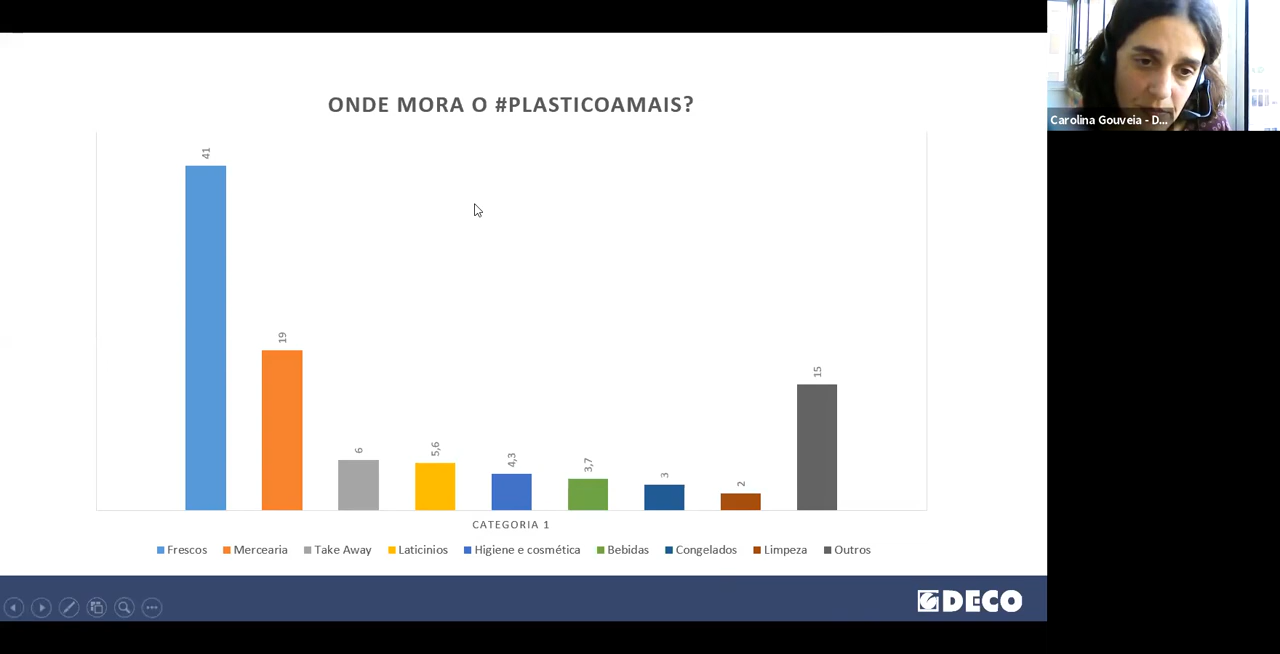 ONDE MORA O #PLASTICOAMAIS?
41
19
6
5,6
4,3
3,7
3
2
15
CATEGORIA 1
Frescos Mercearia Take Away Laticinios Higiene e cosmética Bebidas Congelados Limpeza Outros
DECO
Carolina Gouveia - D...